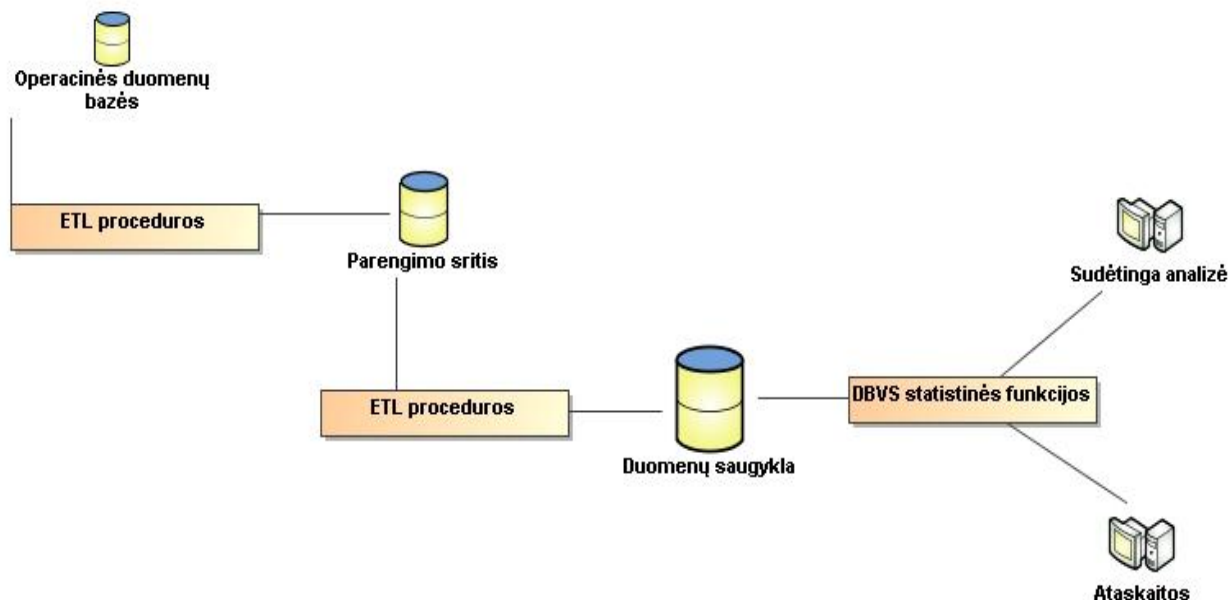 Operacinės duomenų
bazės
ETL proceduros
Parengimo sritis
Sudėtinga analizė
ETL proceduros
DBVS statistinės funkcijos
Duomenų saugykla
Ataskaitos